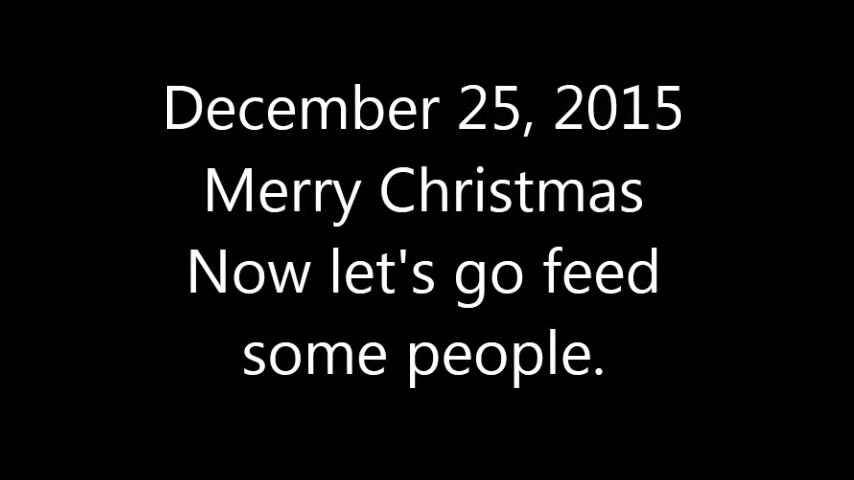 December 25, 2015
Merry Christmas
Now let's go feed
some people.